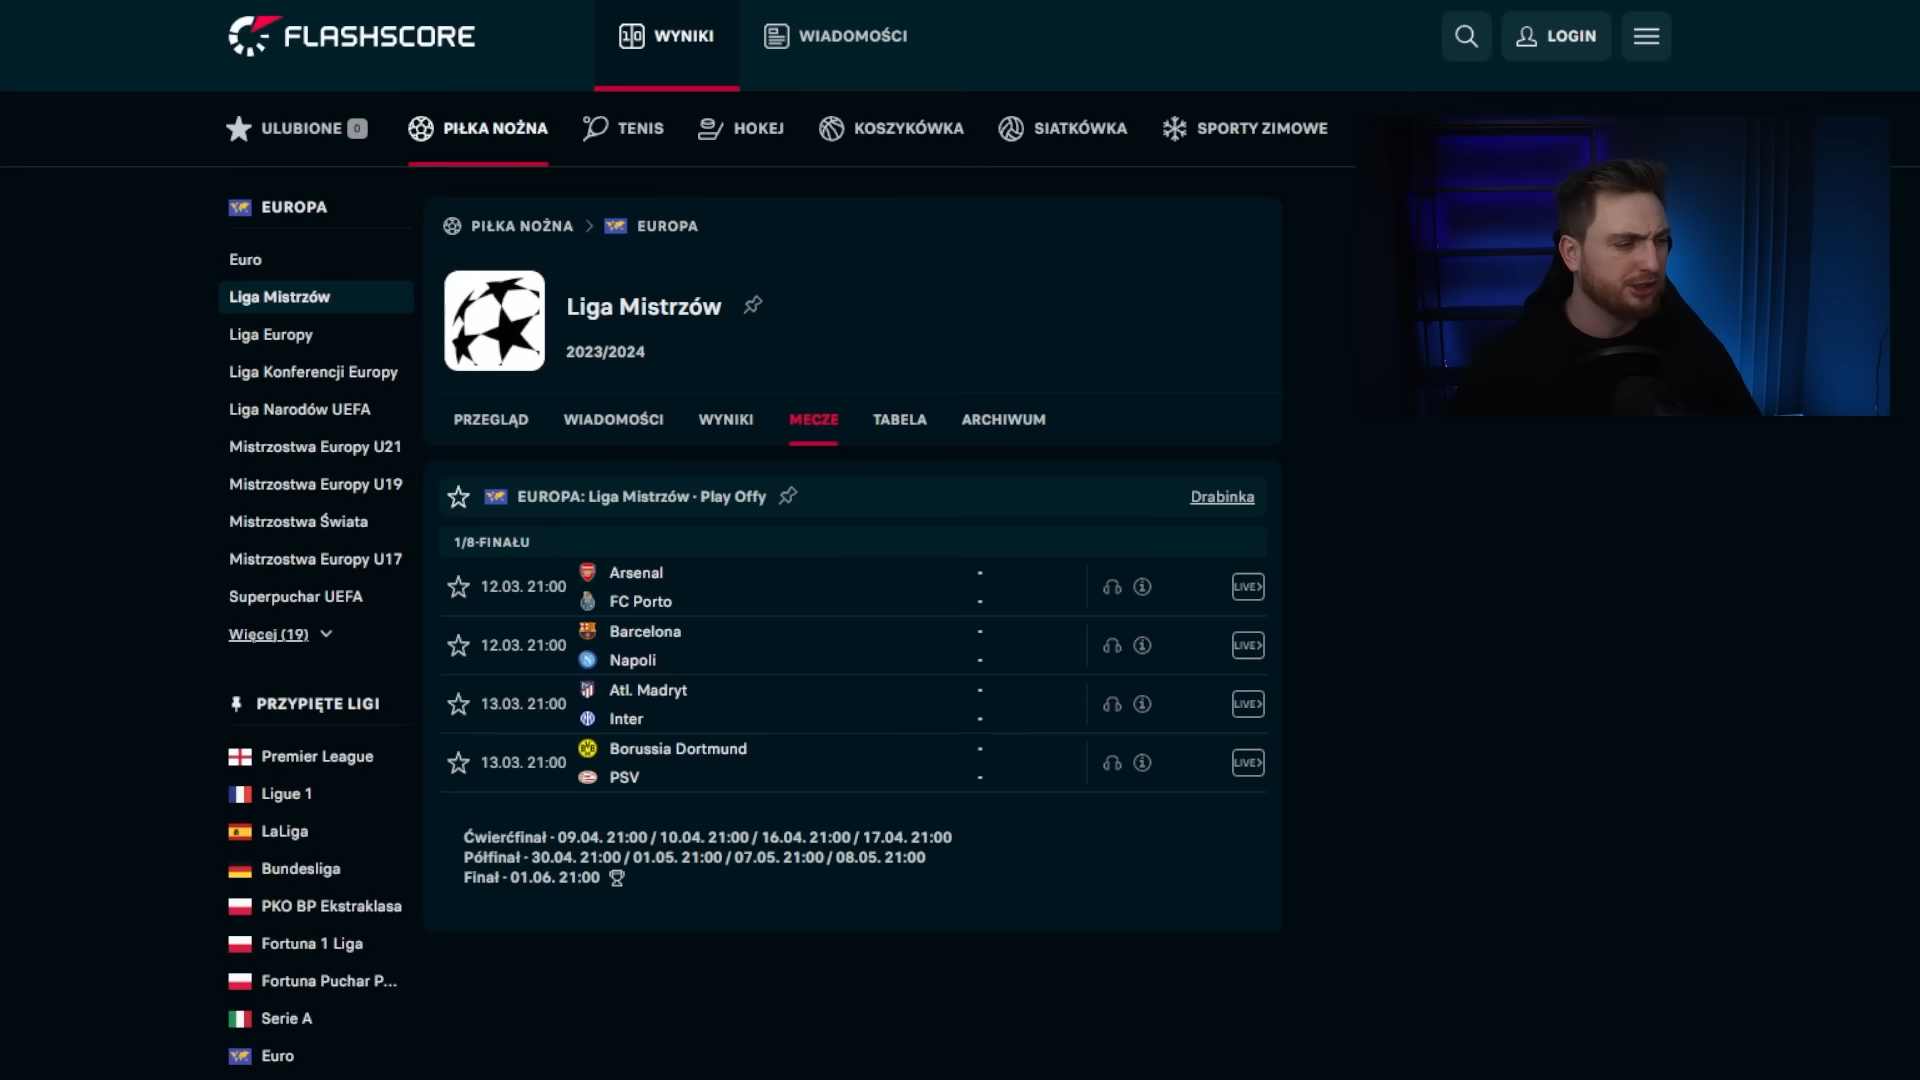 FLASHSCORE
WYNIKI
WIADOMOŚCI
LOGIN
ULUBIONE 0
PIŁKA NOŻNA
TENIS
HOKEJ
KOSZYKÓWKA
SIATKÓWKA
SPORTY ZIMOWE
EUROPA
Euro
Liga Mistrzów
Liga Europy
Liga Konferencji Europy
Liga Narodów UEFA
Mistrzostwa Europy U21
Mistrzostwa Europy U19
Mistrzostwa Świata
Mistrzostwa Europy U17
Superpuchar UEFA
Więcej (19)
PRZYPIĘTE LIGI
Premier League
Ligue 1
LaLiga
Bundesliga
PKO BP Ekstraklasa
Fortuna 1 Liga
Fortuna Puchar P...
Serie A
Euro
PIŁKA NOŻNA > EUROPA
Liga Mistrzów
2023/2024
PRZEGLĄD
WIADOMOŚCI
WYNIKI
MECZE
TABELA
ARCHIWUM
EUROPA: Liga Mistrzów - Play Offy
Drabinka
1/8-FINAŁU
12.03. 21:00
Arsenal -
FC Porto -
LIVE>
12.03. 21:00
Barcelona -
Napoli -
LIVE>
13.03. 21:00
Atl. Madryt -
Inter -
LIVE>
13.03. 21:00
Borussia Dortmund -
PSV -
LIVE>
Ćwierćfinał - 09.04. 21:00 / 10.04. 21:00 / 16.04. 21:00 / 17.04. 21:00
Półfinał - 30.04. 21:00 / 01.05. 21:00 / 07.05. 21:00 / 08.05. 21:00
Finał - 01.06. 21:00